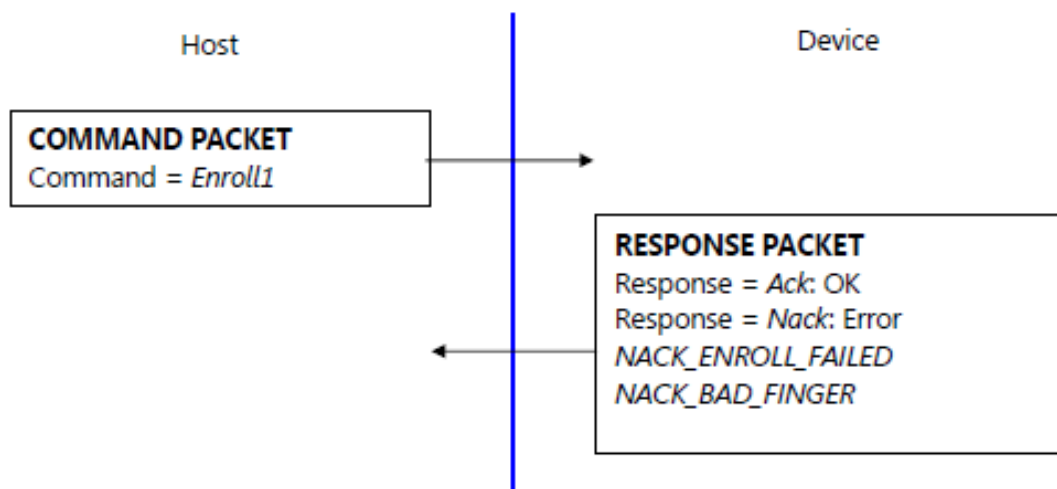 Host
Device
COMMAND PACKET
Command = Enroll1
RESPONSE PACKET
Response = Ack: OK
Response = Nack: Error
NACK_ENROLL_FAILED
NACK_BAD_FINGER